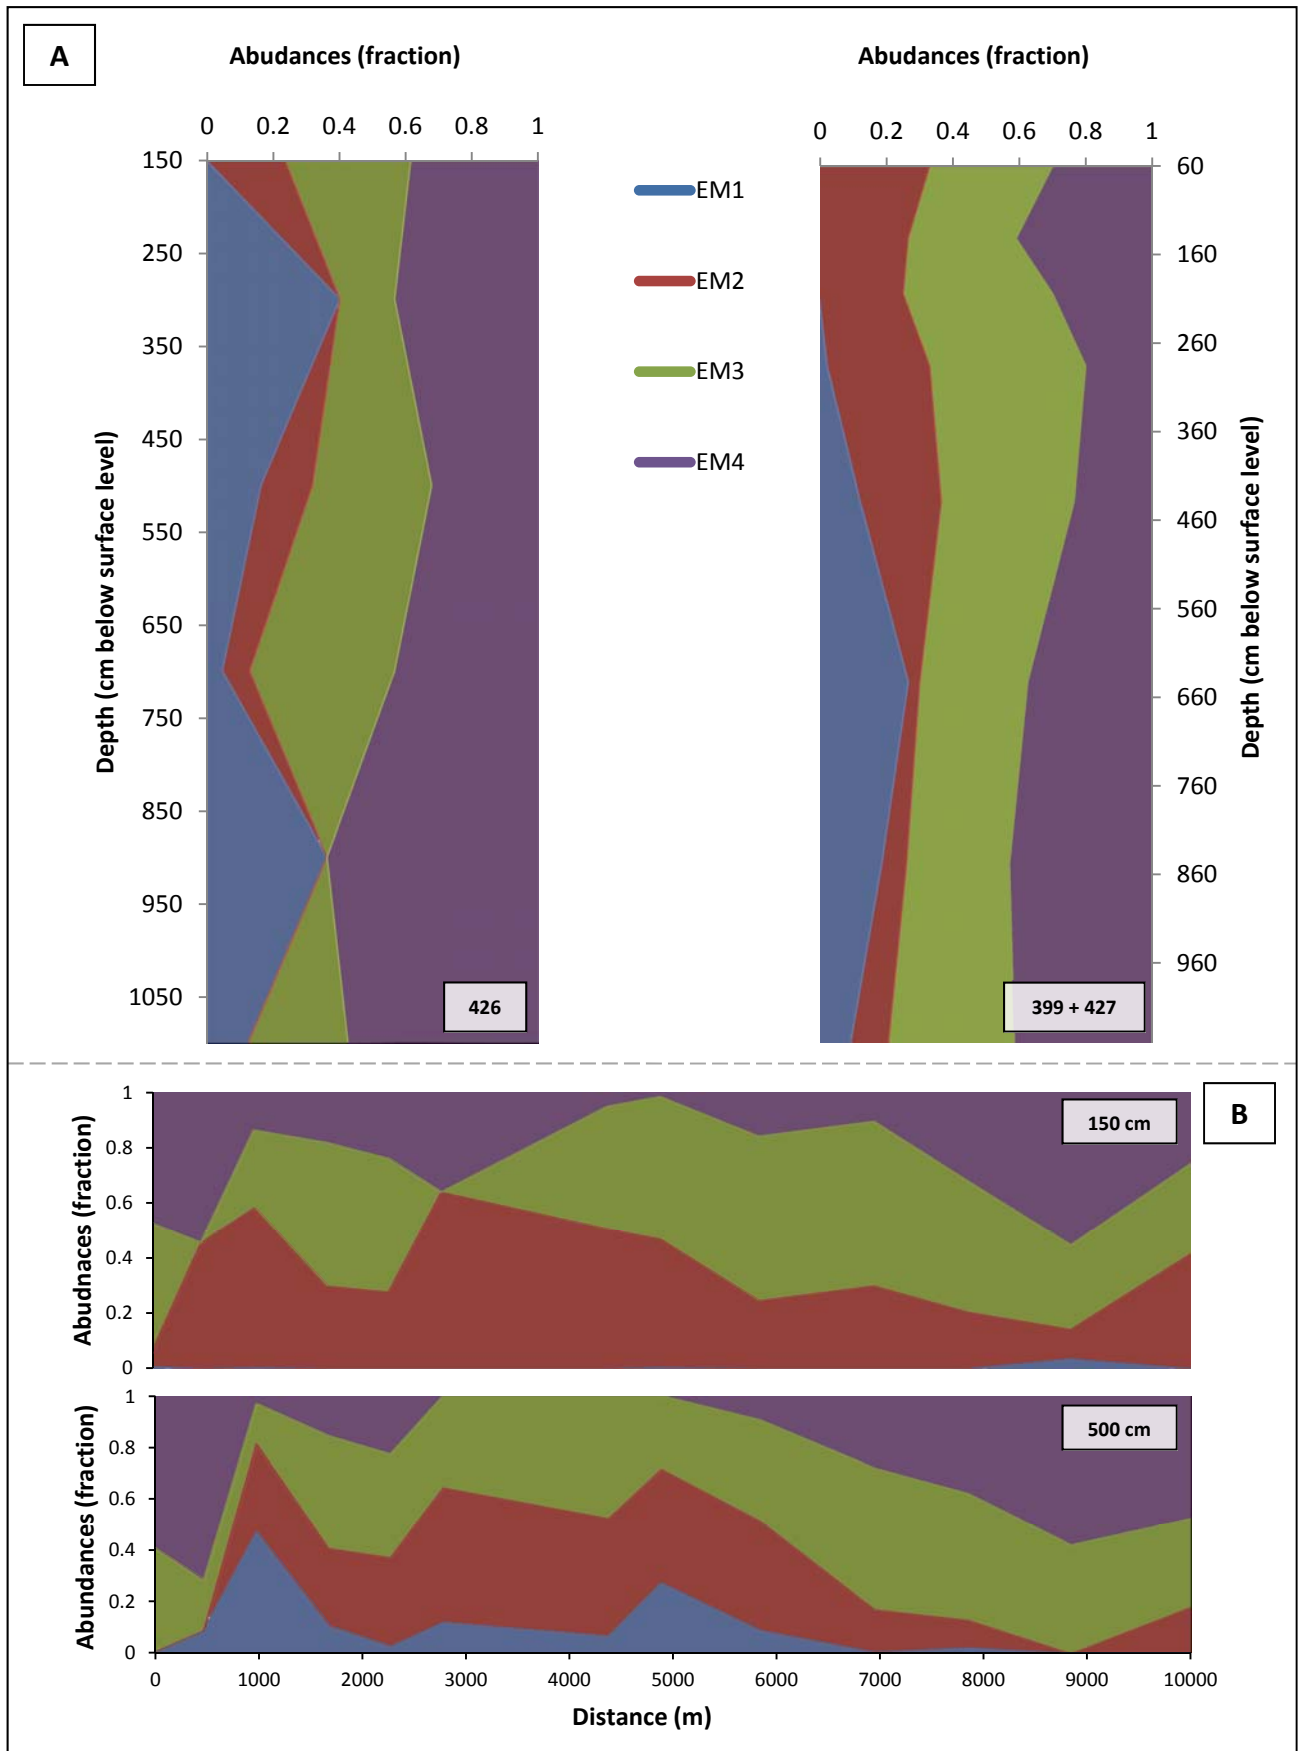 A
Abudances (fraction)
Abudances (fraction)
0 0.2 0.4 0.6 0.8 1
0 0.2 0.4 0.6 0.8 1
150
250
350
450
550
650
750
850
950
1050
Depth (cm below surface level)
426
EM1
EM2
EM3
EM4
60
160
260
360
460
560
660
760
860
960
Depth (cm below surface level)
399 + 427
B
1
0.8
0.6
0.4
0.2
0
Abudnaces (fraction)
150 cm
1
0.8
0.6
0.4
0.2
0
Abundances (fraction)
500 cm
0 1000 2000 3000 4000 5000 6000 7000 8000 9000 10000
Distance (m)